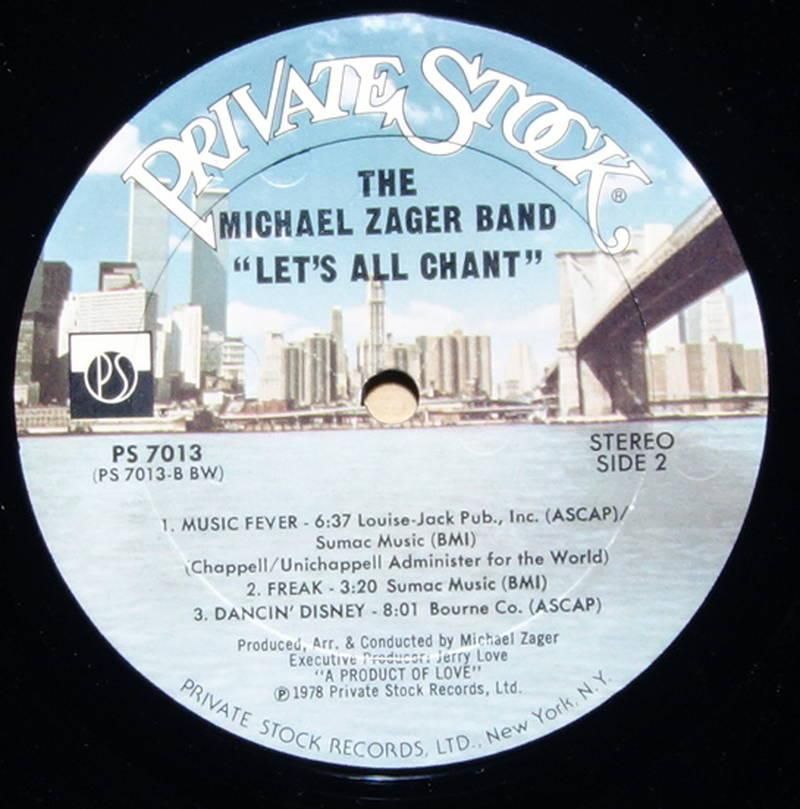 PRIVATE STOCK®
THE
MICHAEL ZAGER BAND
"LET'S ALL CHANT"
PS
PS 7013
(PS 7013-B BW)
STEREO
SIDE 2
1. MUSIC FEVER - 6:37 Louise-Jack Pub., Inc. (ASCAP)/
Sumac Music (BMI)
(Chappell/Unichappell Administer for the World)
2. FREAK - 3:20 Sumac Music (BMI)
3. DANCIN' DISNEY - 8:01 Bourne Co. (ASCAP)
Produced, Arr. & Conducted by Michael Zager
Executive Producer: Jerry Love
"A PRODUCT OF LOVE"
℗1978 Private Stock Records, Ltd.
PRIVATE STOCK RECORDS, LTD., New York, N.Y.